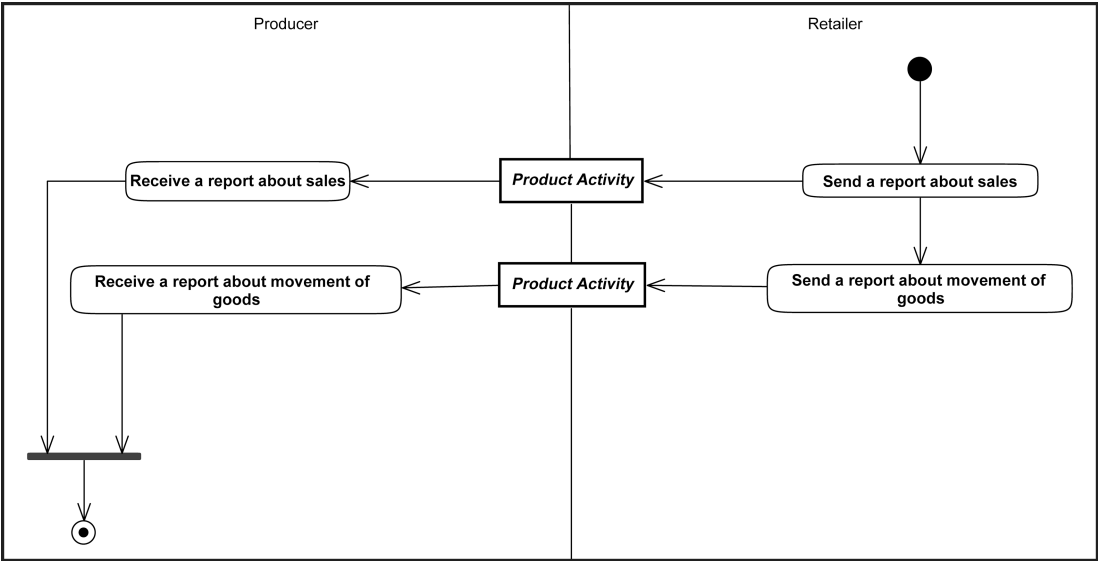 Producer
Retailer
Receive a report about sales
Product Activity
Send a report about sales
Receive a report about movement of
goods
Product Activity
Send a report about movement of
goods